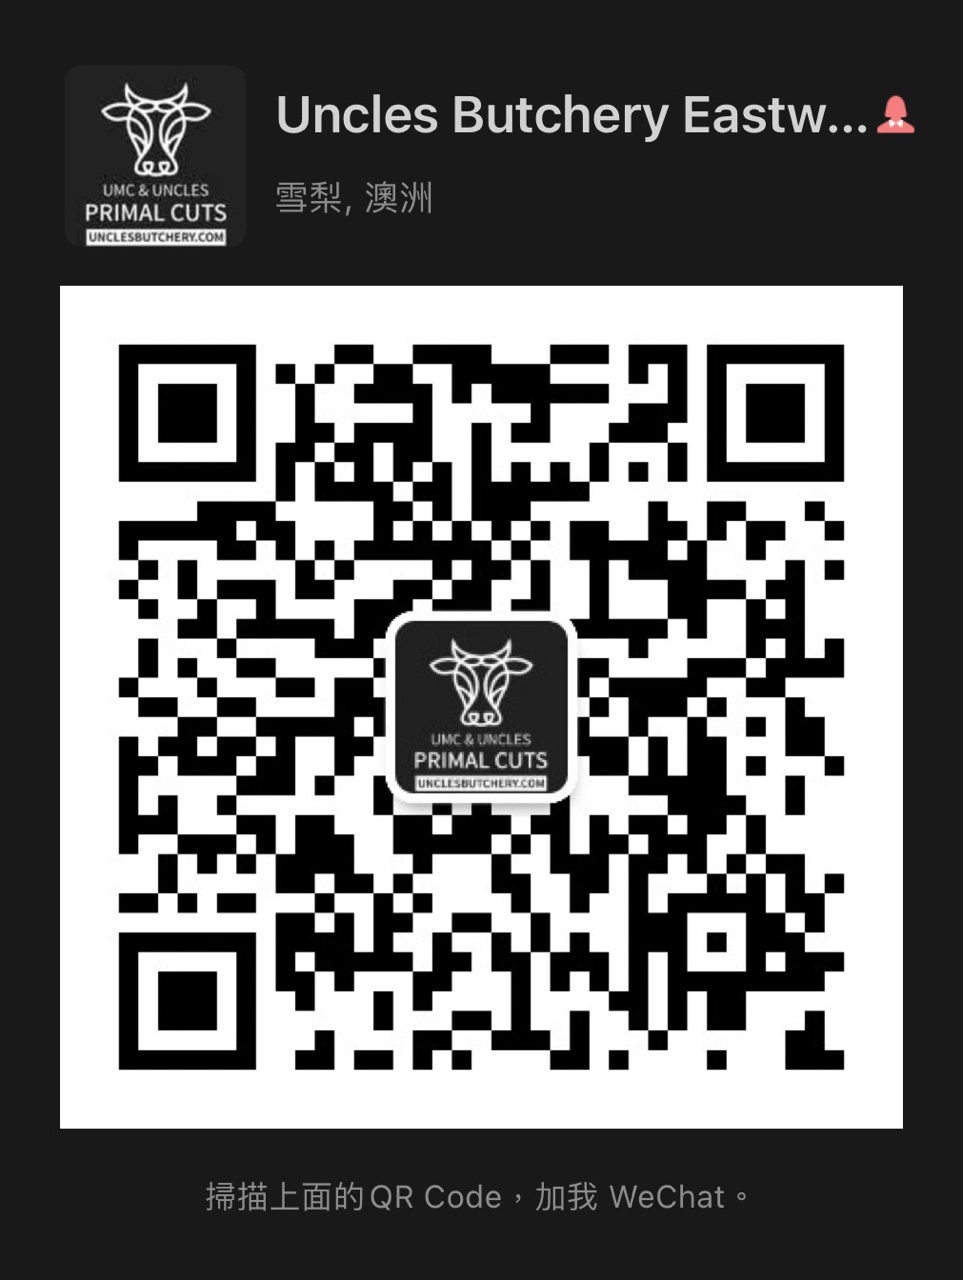 Uncles Butchery Eastw...
雪梨, 澳洲
UMC & UNCLES
PRIMAL CUTS
UNCLESBUTCHERY.COM
UMC & UNCLES
PRIMAL CUTS
UNCLESBUTCHERY.COM
掃描上面的QR Code，加我 WeChat。